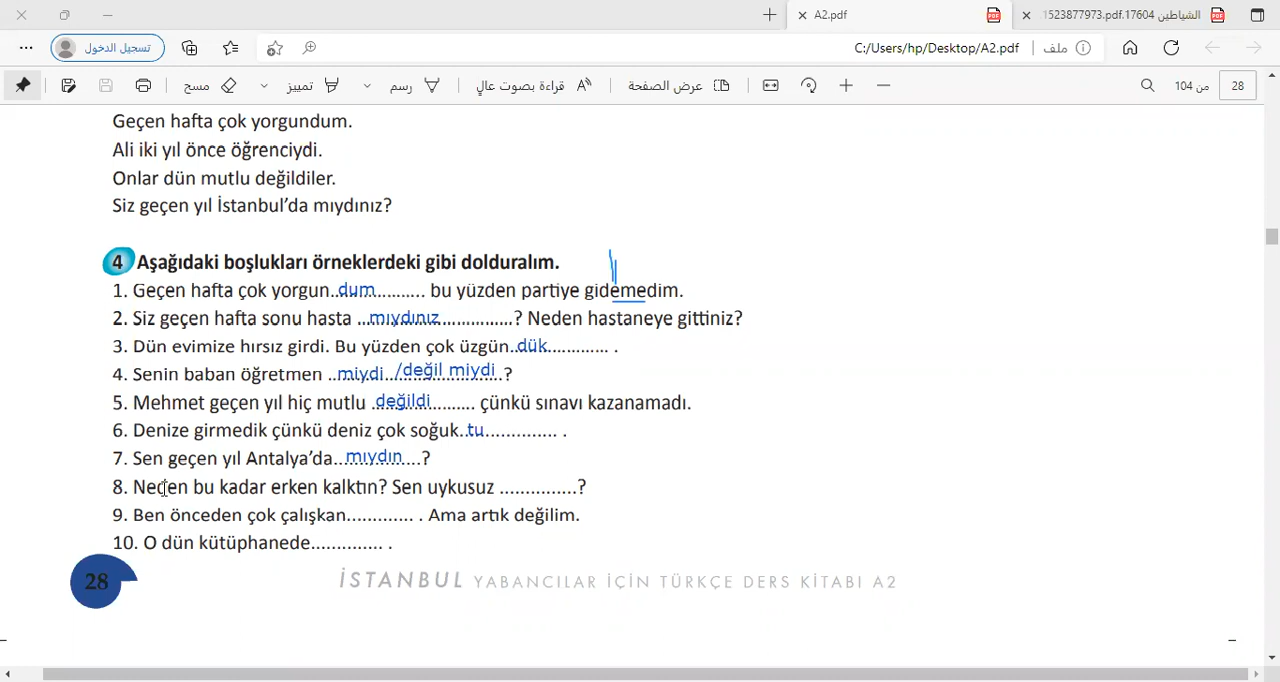 A2.pdf
الشياطين 17604.1523877973.pdf
تسجيل الدخول
C:/Users/hp/Desktop/A2.pdf
ملف
مسح
تمييز
رسم
قراءة بصوت عالٍ
عرض الصفحة
من 104
28
Geçen hafta çok yorgundum.
Ali iki yıl önce öğrenciydi.
Onlar dün mutlu değildiler.
Siz geçen yıl İstanbul’da mıydınız?
4 Aşağıdaki boşlukları örneklerdeki gibi dolduralım.
1. Geçen hafta çok yorgun..dum.......... bu yüzden partiye gidemedim.
2. Siz geçen hafta sonu hasta ...mıydınız...............? Neden hastaneye gittiniz?
3. Dün evimize hırsız girdi. Bu yüzden çok üzgün..dük............. .
4. Senin baban öğretmen ..miydi../değil miydi..?
5. Mehmet geçen yıl hiç mutlu .değildi.......... çünkü sınavı kazanamadı.
6. Denize girmedik çünkü deniz çok soğuk..tu............... .
7. Sen geçen yıl Antalya’da...mıydın....?
8. Neden bu kadar erken kalktın? Sen uykusuz ...............?
9. Ben önceden çok çalışkan............. . Ama artık değilim.
10. O dün kütüphanede.............. .
28
İSTANBUL YABANCILAR İÇİN TÜRKÇE DERS KİTABI A2